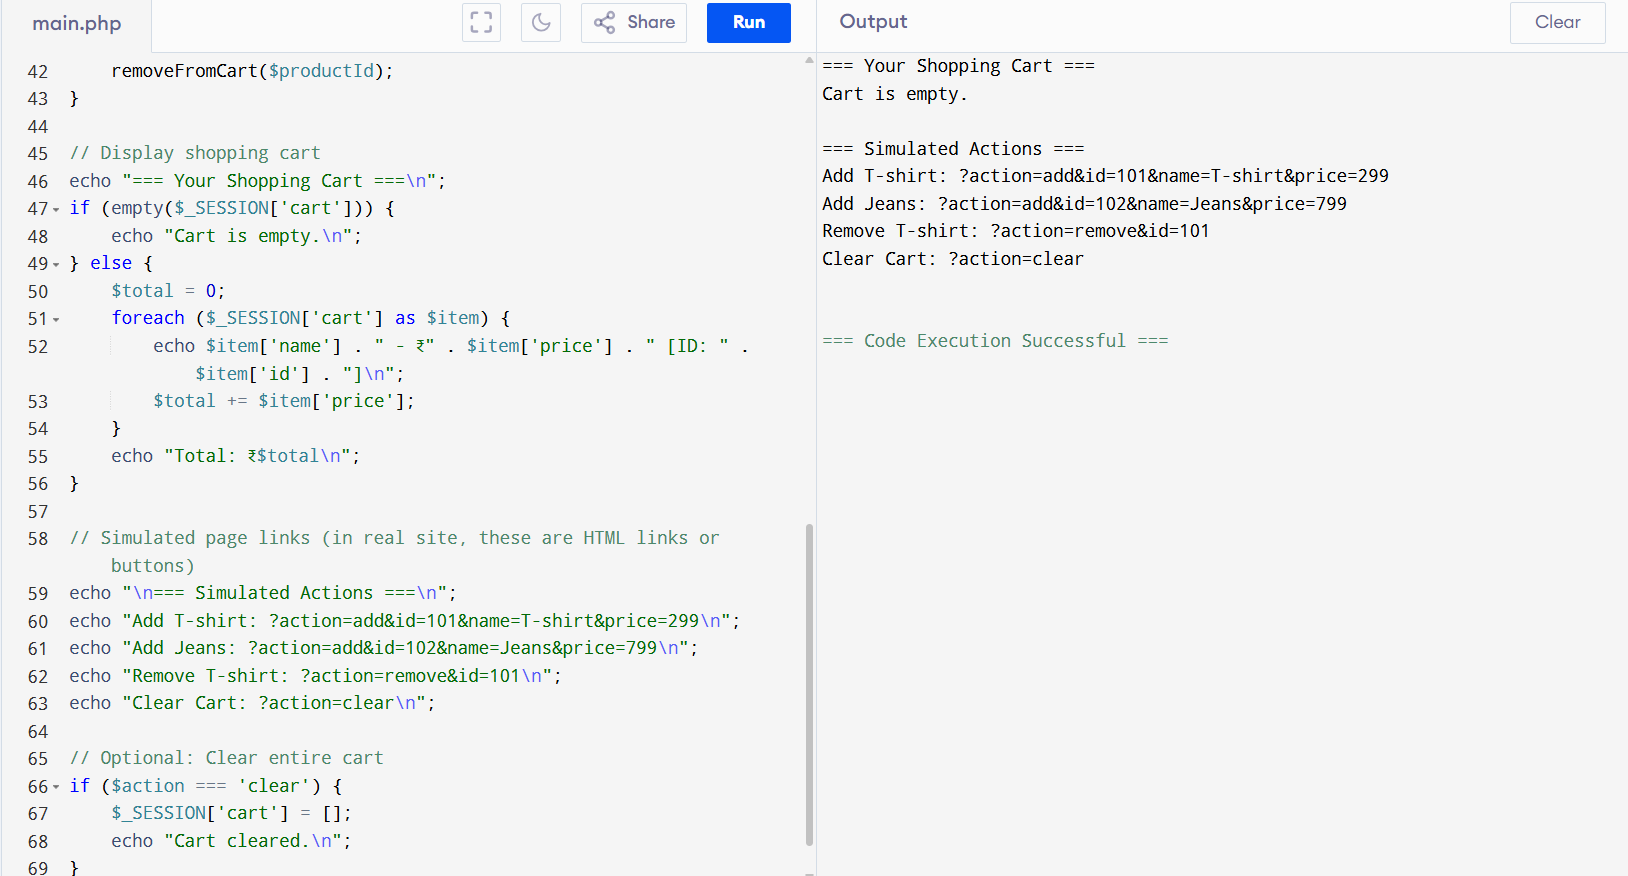 main.php
Share
Run
Output
Clear
42 removeFromCart($productId);
43 }
44
45 // Display shopping cart
46 echo "=== Your Shopping Cart ===\n";
47 if (empty($_SESSION['cart'])) {
48 echo "Cart is empty.\n";
49 } else {
50 $total = 0;
51 foreach ($_SESSION['cart'] as $item) {
52 echo $item['name'] . " - ₹" . $item['price'] . " [ID: " .
$item['id'] . "]\n";
53 $total += $item['price'];
54 }
55 echo "Total: ₹$total\n";
56 }
57
58 // Simulated page links (in real site, these are HTML links or
buttons)
59 echo "\n=== Simulated Actions ===\n";
60 echo "Add T-shirt: ?action=add&id=101&name=T-shirt&price=299\n";
61 echo "Add Jeans: ?action=add&id=102&name=Jeans&price=799\n";
62 echo "Remove T-shirt: ?action=remove&id=101\n";
63 echo "Clear Cart: ?action=clear\n";
64
65 // Optional: Clear entire cart
66 if ($action === 'clear') {
67 $_SESSION['cart'] = [];
68 echo "Cart cleared.\n";
69 }
=== Your Shopping Cart ===
Cart is empty.
=== Simulated Actions ===
Add T-shirt: ?action=add&id=101&name=T-shirt&price=299
Add Jeans: ?action=add&id=102&name=Jeans&price=799
Remove T-shirt: ?action=remove&id=101
Clear Cart: ?action=clear
=== Code Execution Successful ===